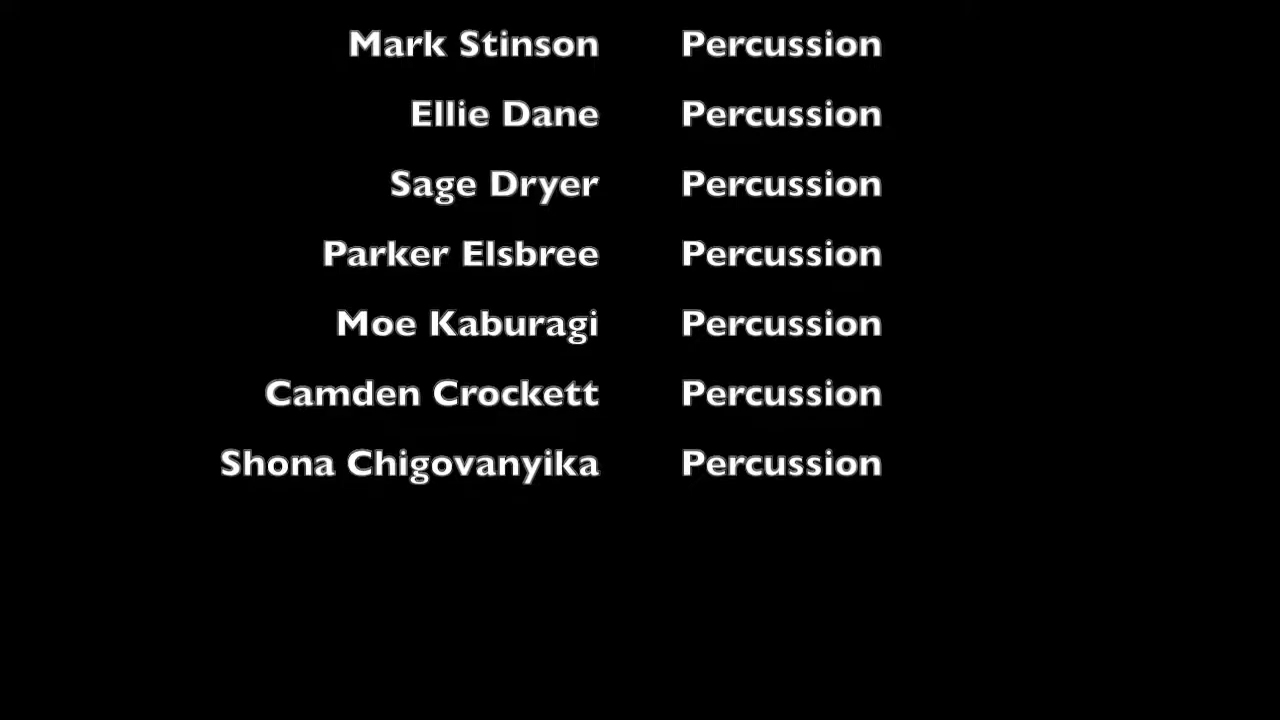 Mark Stinson Percussion
Ellie Dane Percussion
Sage Dryer Percussion
Parker Elsbree Percussion
Moe Kaburagi Percussion
Camden Crockett Percussion
Shona Chigovanyika Percussion